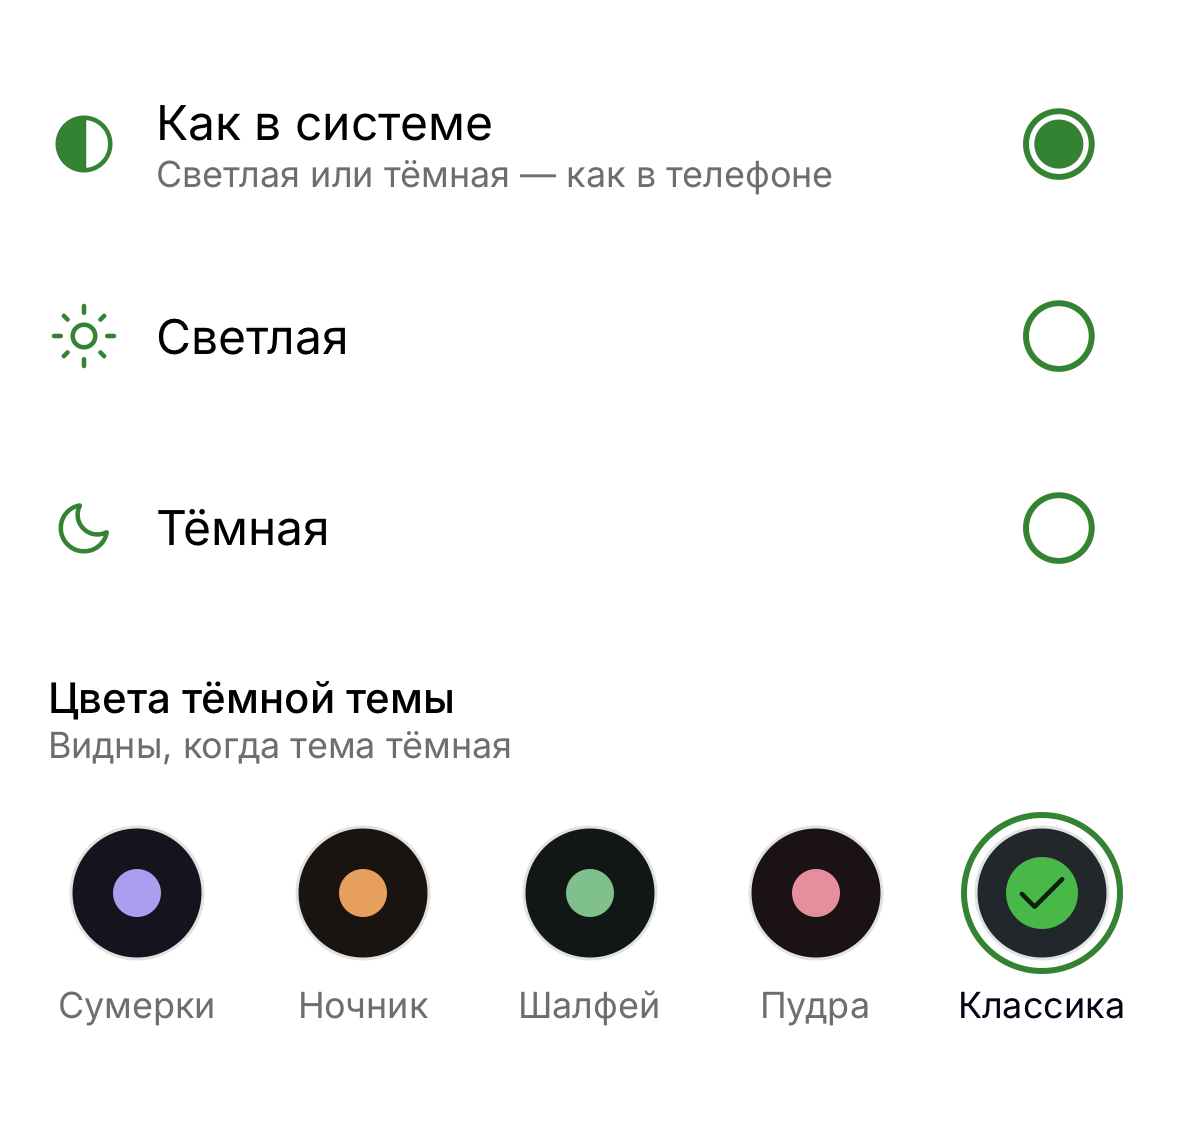 Как в системе
Светлая или тёмная — как в телефоне
Светлая
Тёмная
Цвета тёмной темы
Видны, когда тема тёмная
Сумерки Ночник Шалфей Пудра Классика